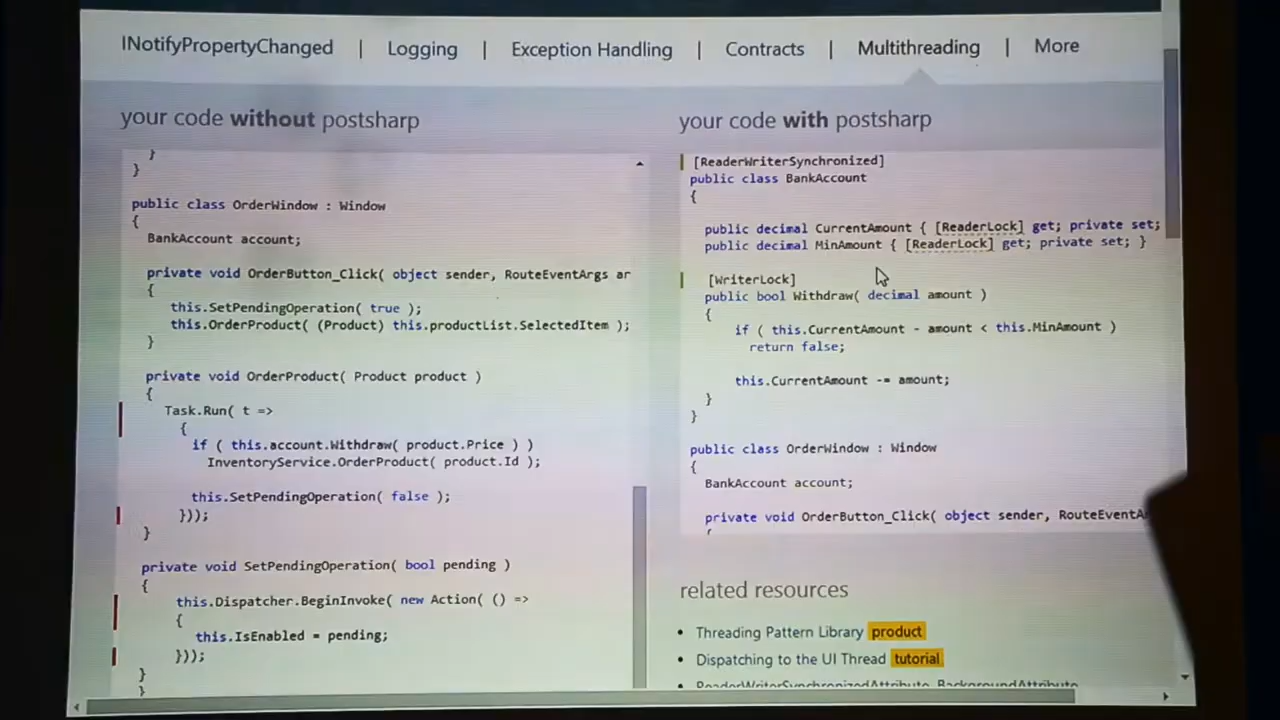 INotifyPropertyChanged | Logging | Exception Handling | Contracts | Multithreading | More
your code without postsharp
}
}
public class OrderWindow : Window
{
BankAccount account;
private void OrderButton_Click( object sender, RouteEventArgs ar
{
this.SetPendingOperation( true );
this.OrderProduct( (Product) this.productList.SelectedItem );
}
private void OrderProduct( Product product )
{
Task.Run( t =>
{
if ( this.account.Withdraw( product.Price ) )
InventoryService.OrderProduct( product.Id );
this.SetPendingOperation( false );
}));
}
private void SetPendingOperation( bool pending )
{
this.Dispatcher.BeginInvoke( new Action( () =>
{
this.IsEnabled = pending;
}));
}
}
your code with postsharp
[ReaderWriterSynchronized]
public class BankAccount
{
public decimal CurrentAmount { [ReaderLock] get; private set;
public decimal MinAmount { [ReaderLock] get; private set; }
[WriterLock]
public bool Withdraw( decimal amount )
{
if ( this.CurrentAmount - amount < this.MinAmount )
return false;
this.CurrentAmount -= amount;
}
}
public class OrderWindow : Window
{
BankAccount account;
private void OrderButton_Click( object sender, RouteEventA
{
related resources
• Threading Pattern Library product
• Dispatching to the UI Thread tutorial
• ReaderWriterSynchronizedAttribute, BackgroundAttribute